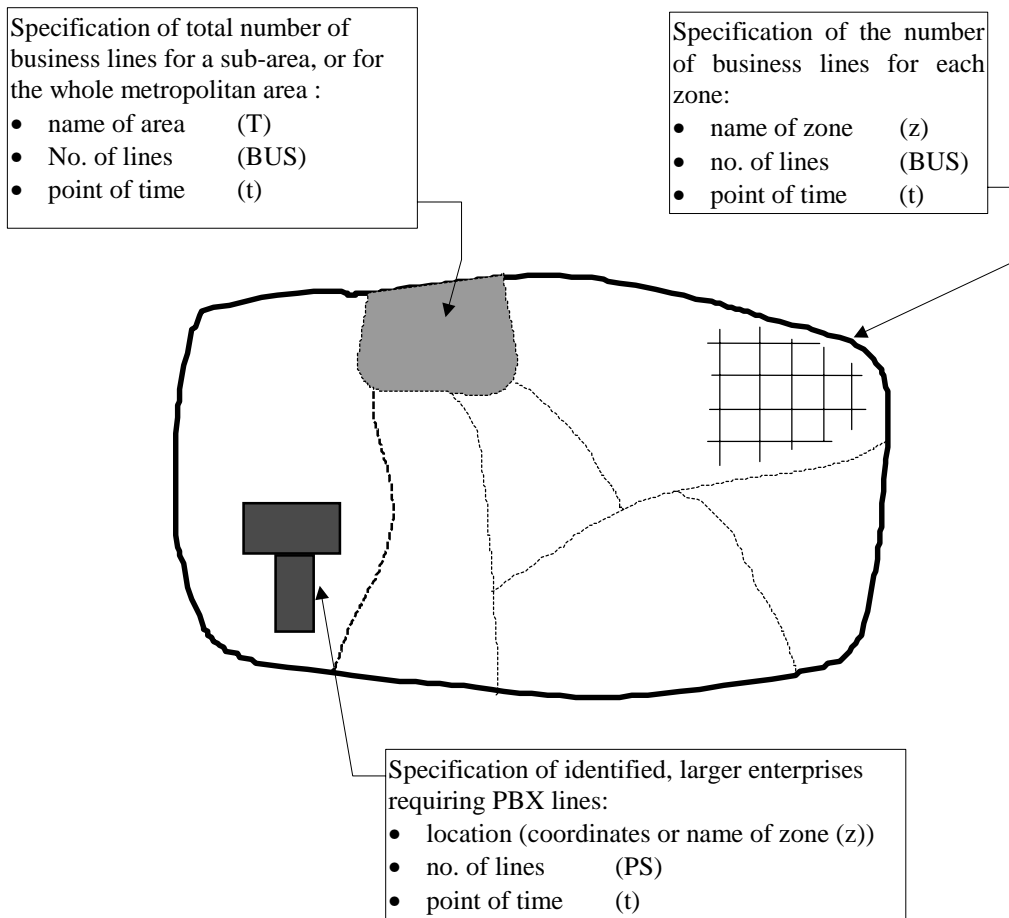 Specification of total number of
business lines for a sub-area, or for
the whole metropolitan area :
• name of area (T)
• No. of lines (BUS)
• point of time (t)
Specification of the number
of business lines for each
zone:
• name of zone (z)
• no. of lines (BUS)
• point of time (t)
Specification of identified, larger enterprises
requiring PBX lines:
• location (coordinates or name of zone (z))
• no. of lines (PS)
• point of time (t)